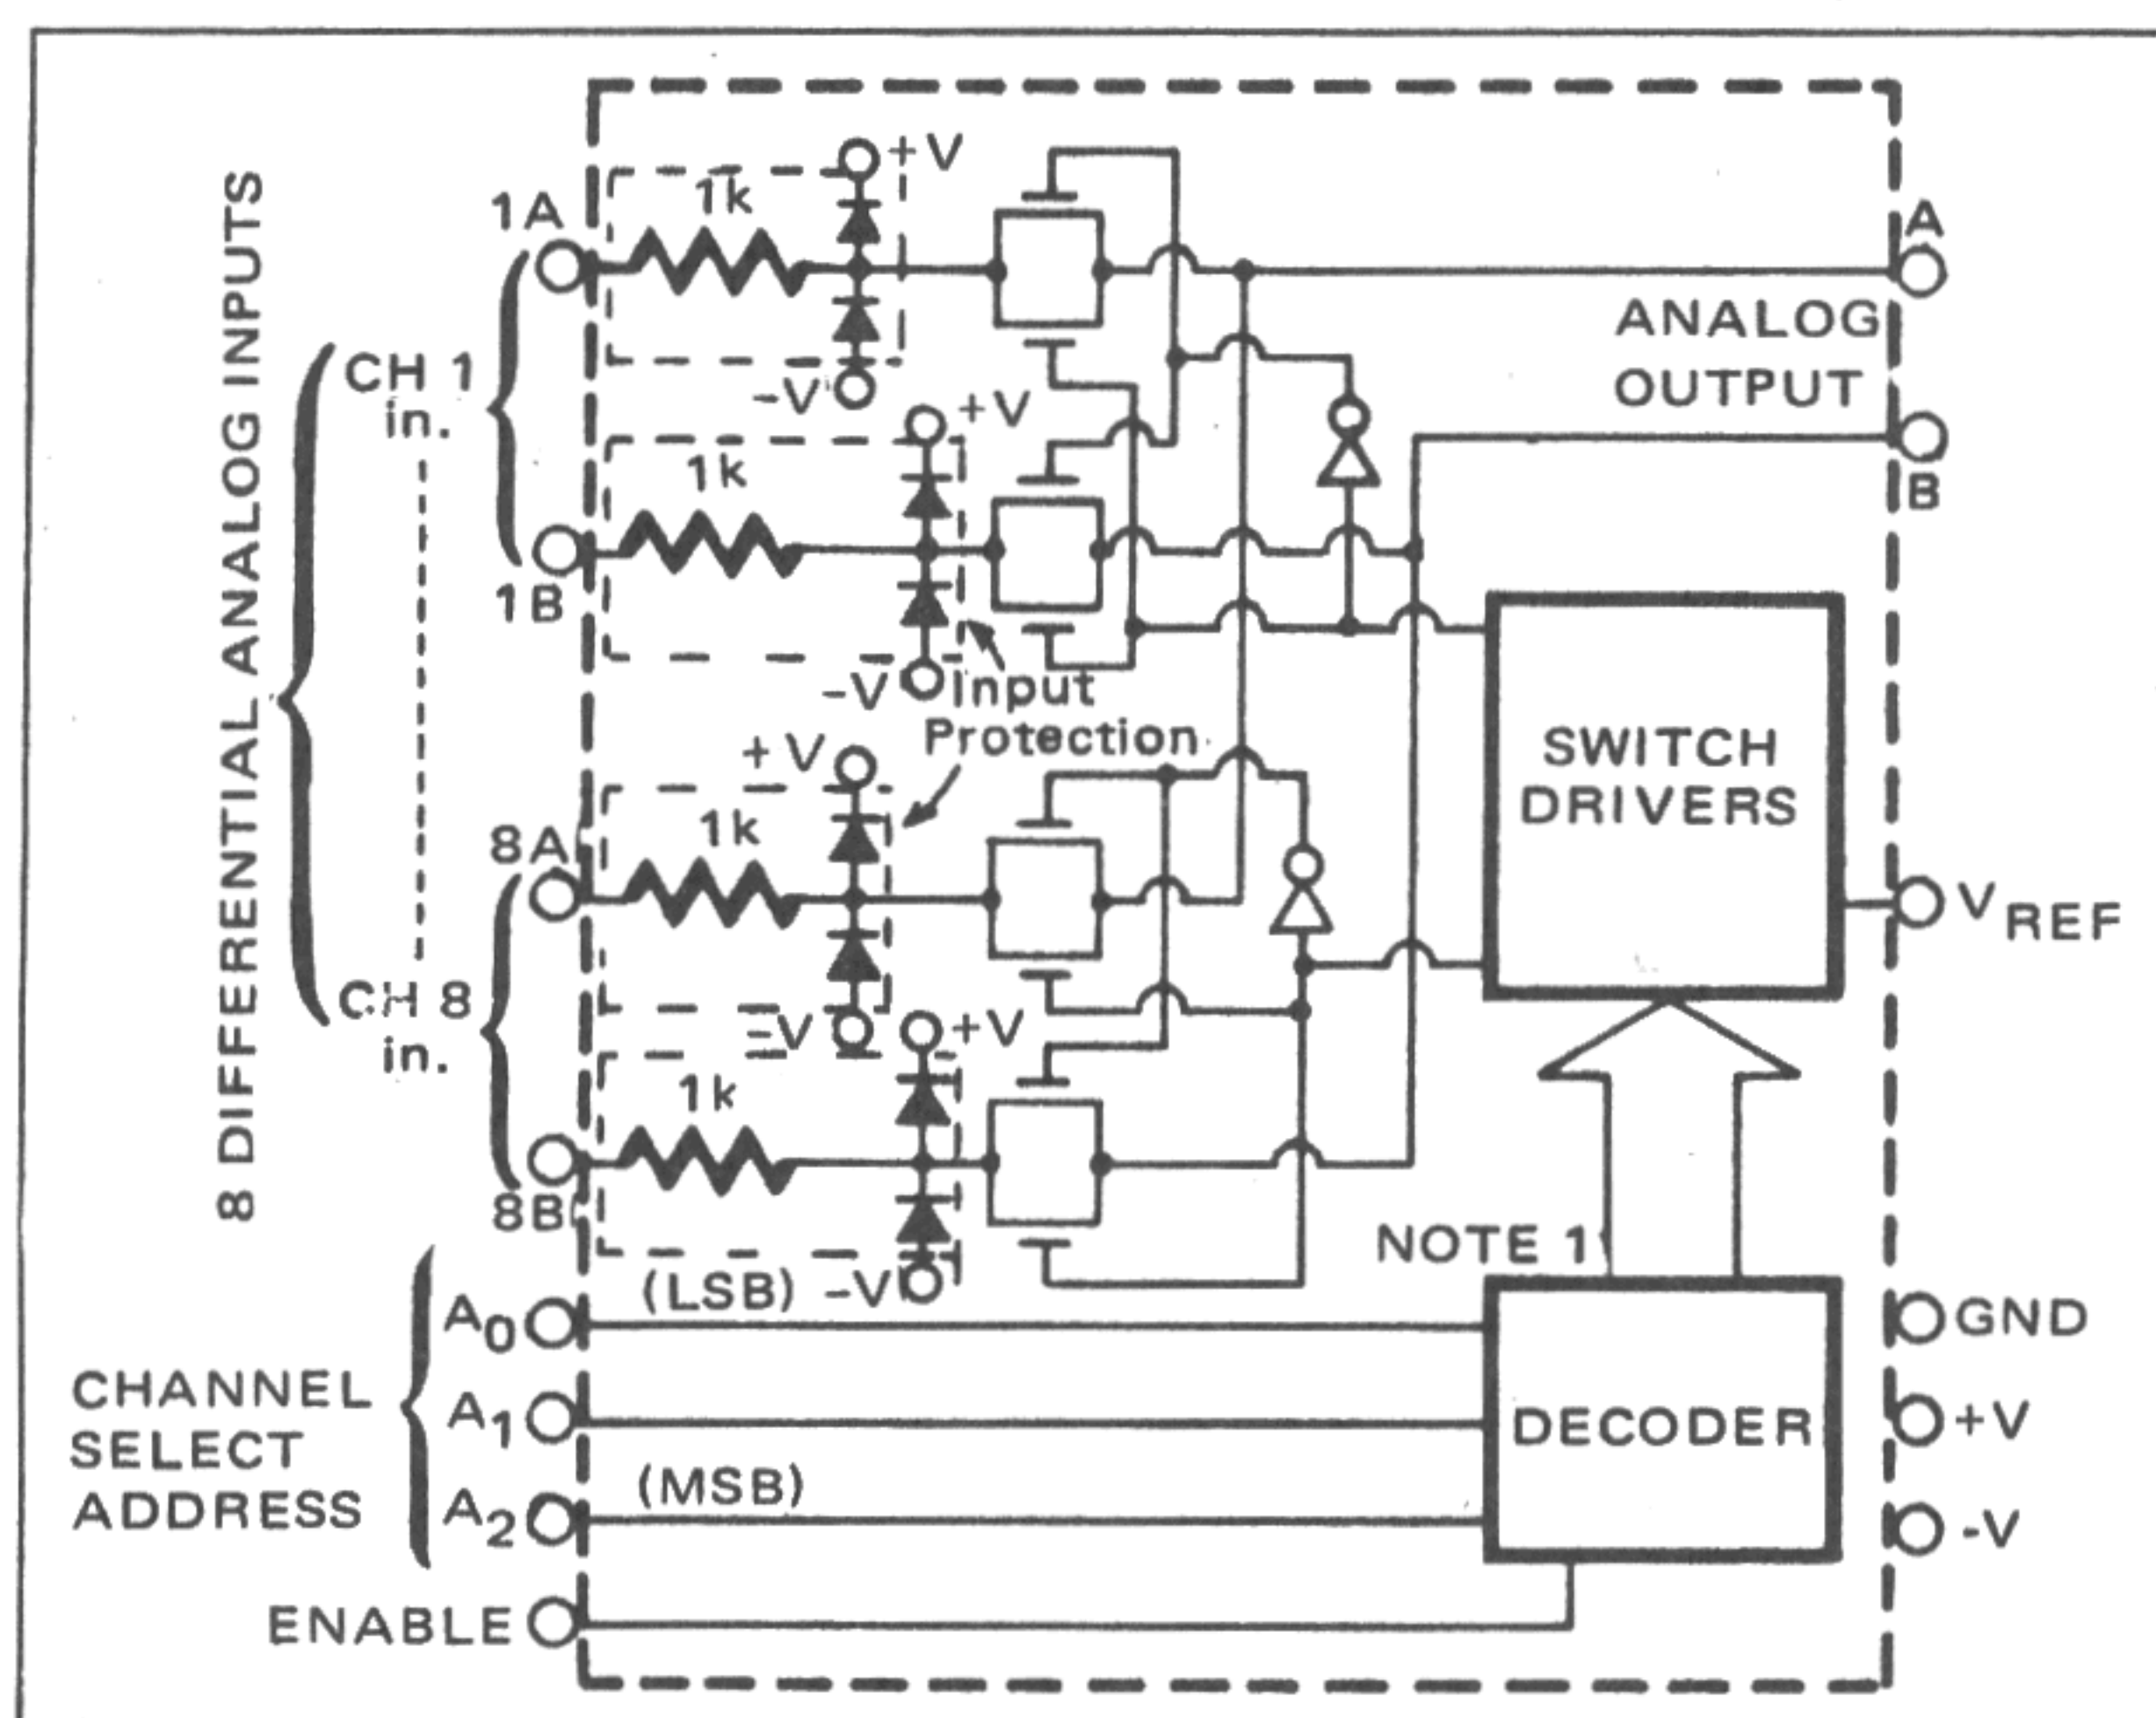 8 DIFFERENTIAL ANALOG INPUTS
CH 1
in.
CH 8
in.
1A
1B
8A
8B
1k
+V
-V
1k
+V
-V
Input
Protection
1k
+V
-V
1k
+V
-V
A
ANALOG
OUTPUT
B
SWITCH
DRIVERS
VREF
NOTE 1
DECODER
GND
+V
-V
CHANNEL
SELECT
ADDRESS
A0
(LSB)
A1
A2
(MSB)
ENABLE